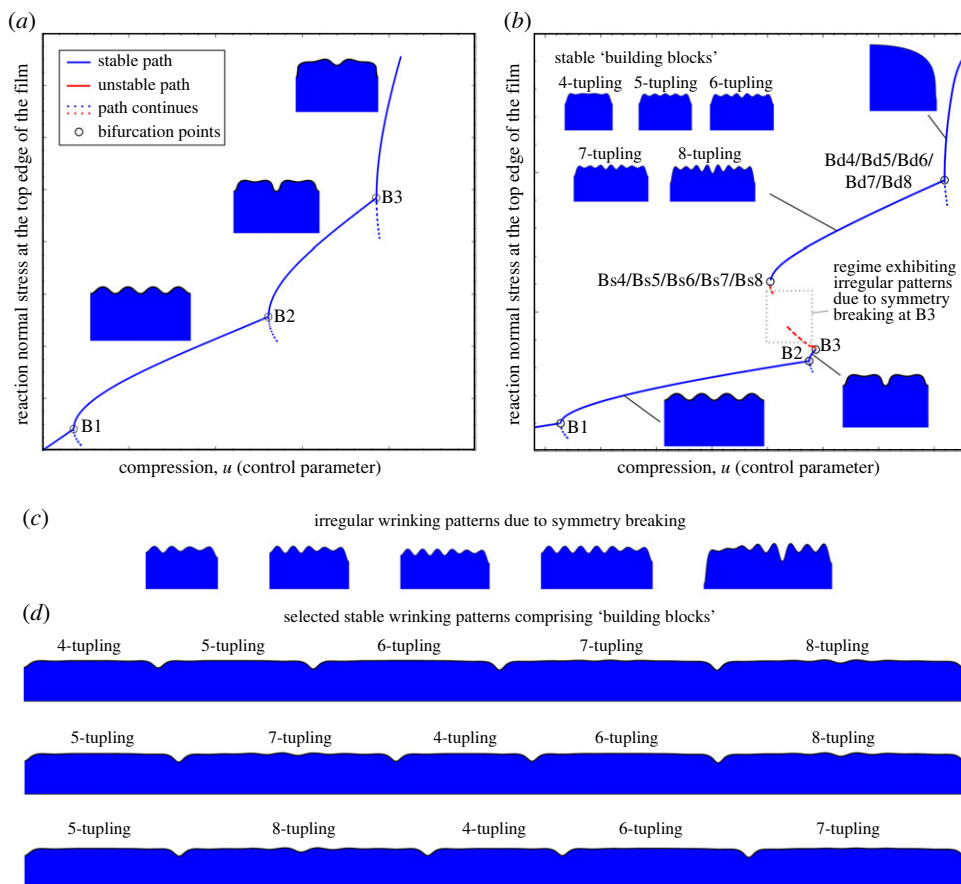 (a)
reaction normal stress at the top edge of the film
stable path
unstable path
path continues
bifurcation points
B3
B2
B1
compression, u (control parameter)
(b)
reaction normal stress at the top edge of the film
stable ‘building blocks’
4-tupling 5-tupling 6-tupling
7-tupling 8-tupling
Bd4/Bd5/Bd6/
Bd7/Bd8
Bs4/Bs5/Bs6/Bs7/Bs8
regime exhibiting
irregular patterns
due to symmetry
breaking at B3
B3
B2
B1
compression, u (control parameter)
(c)
irregular wrinking patterns due to symmetry breaking
(d)
selected stable wrinking patterns comprising ‘building blocks’
4-tupling 5-tupling 6-tupling 7-tupling 8-tupling
5-tupling 7-tupling 4-tupling 6-tupling 8-tupling
5-tupling 8-tupling 4-tupling 6-tupling 7-tupling